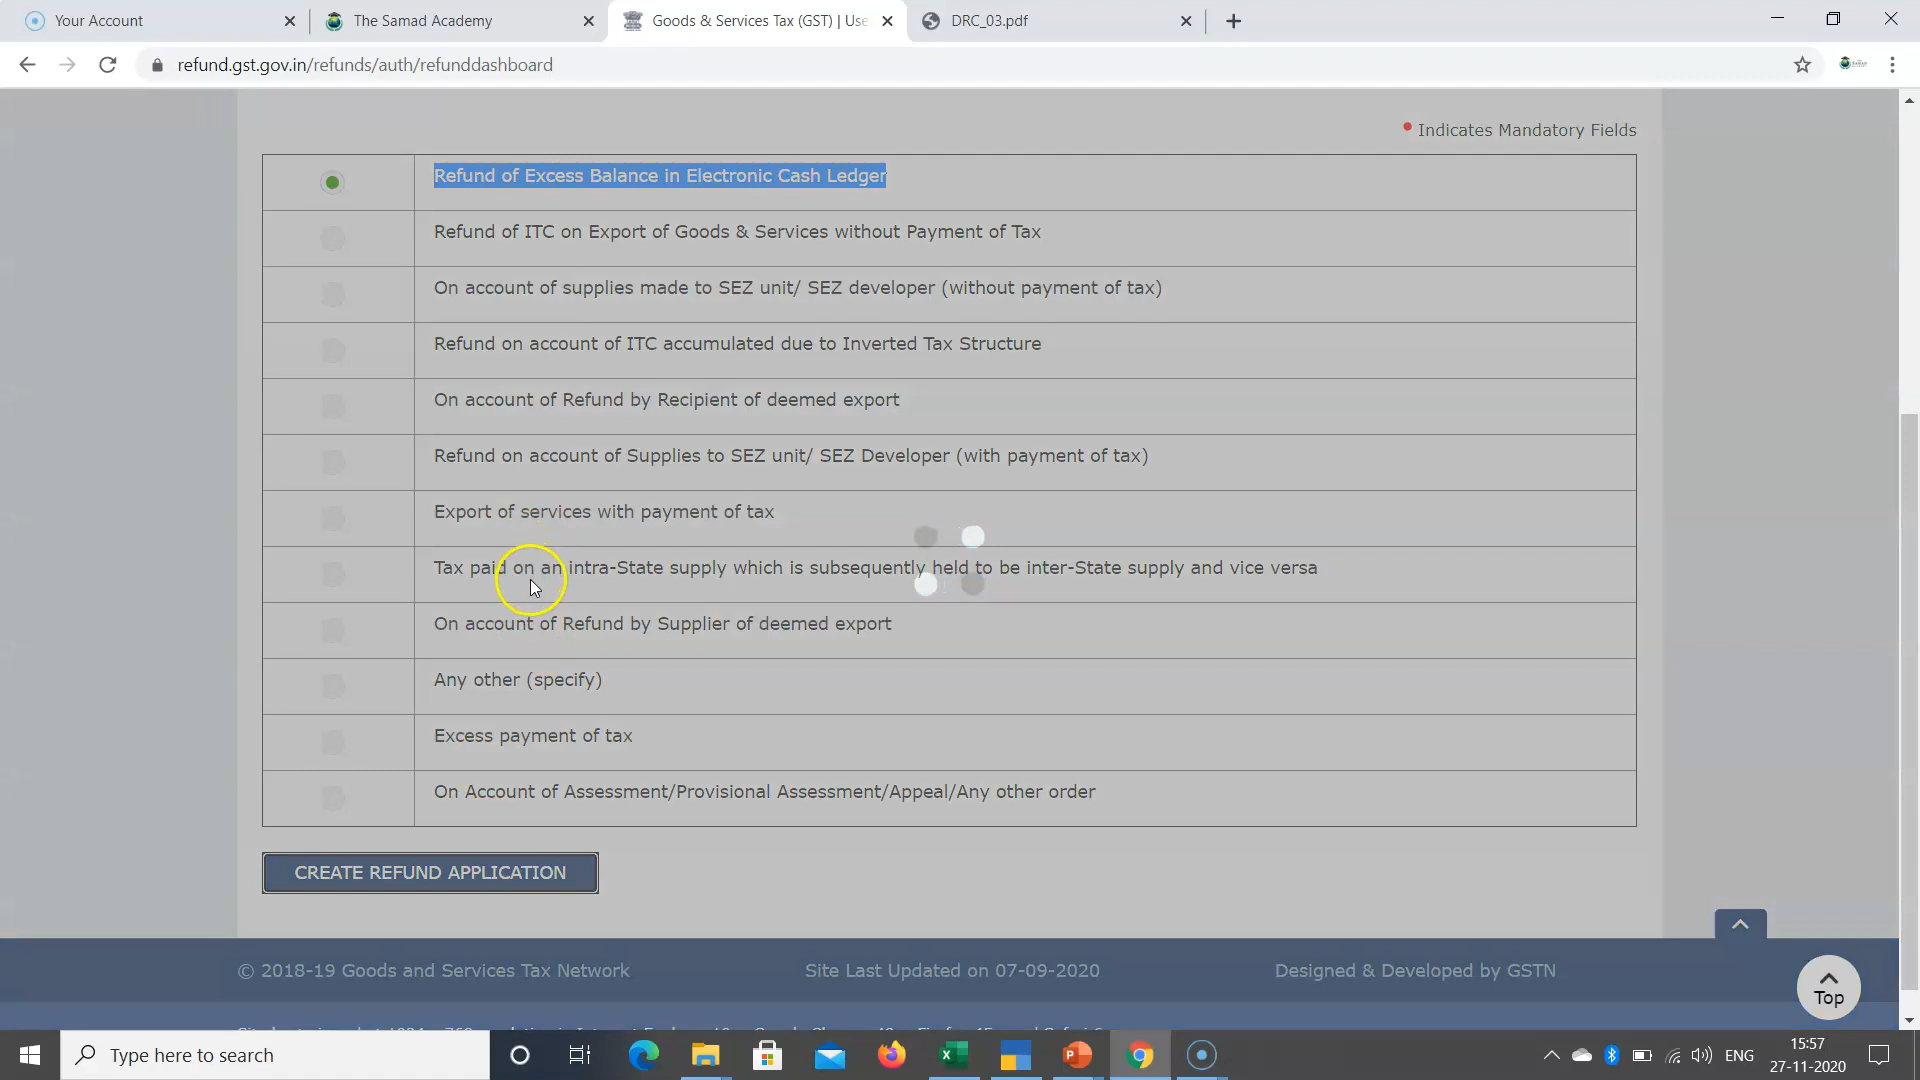 Your Account
The Samad Academy
Goods & Services Tax (GST) | Use
DRC_03.pdf
refund.gst.gov.in/refunds/auth/refunddashboard
• Indicates Mandatory Fields
Refund of Excess Balance in Electronic Cash Ledger
Refund of ITC on Export of Goods & Services without Payment of Tax
On account of supplies made to SEZ unit/ SEZ developer (without payment of tax)
Refund on account of ITC accumulated due to Inverted Tax Structure
On account of Refund by Recipient of deemed export
Refund on account of Supplies to SEZ unit/ SEZ Developer (with payment of tax)
Export of services with payment of tax
Tax paid on an intra-State supply which is subsequently held to be inter-State supply and vice versa
On account of Refund by Supplier of deemed export
Any other (specify)
Excess payment of tax
On Account of Assessment/Provisional Assessment/Appeal/Any other order
CREATE REFUND APPLICATION
© 2018-19 Goods and Services Tax Network
Site Last Updated on 07-09-2020
Designed & Developed by GSTN
Top
Type here to search
ENG
15:57
27-11-2020